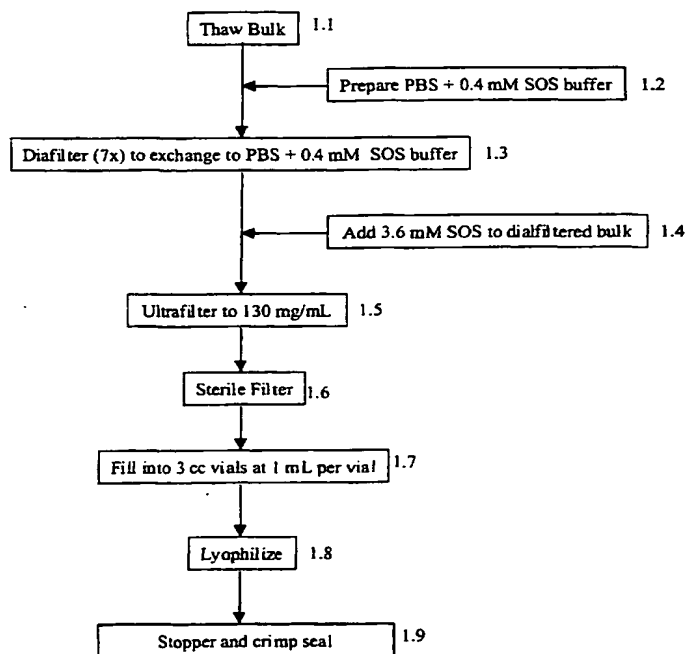 Thaw Bulk 1.1
Prepare PBS + 0.4 mM SOS buffer 1.2
Diafilter (7x) to exchange to PBS + 0.4 mM SOS buffer 1.3
Add 3.6 mM SOS to dialfiltered bulk 1.4
Ultrafilter to 130 mg/mL 1.5
Sterile Filter 1.6
Fill into 3 cc vials at 1 mL per vial 1.7
Lyophilize 1.8
Stopper and crimp seal 1.9